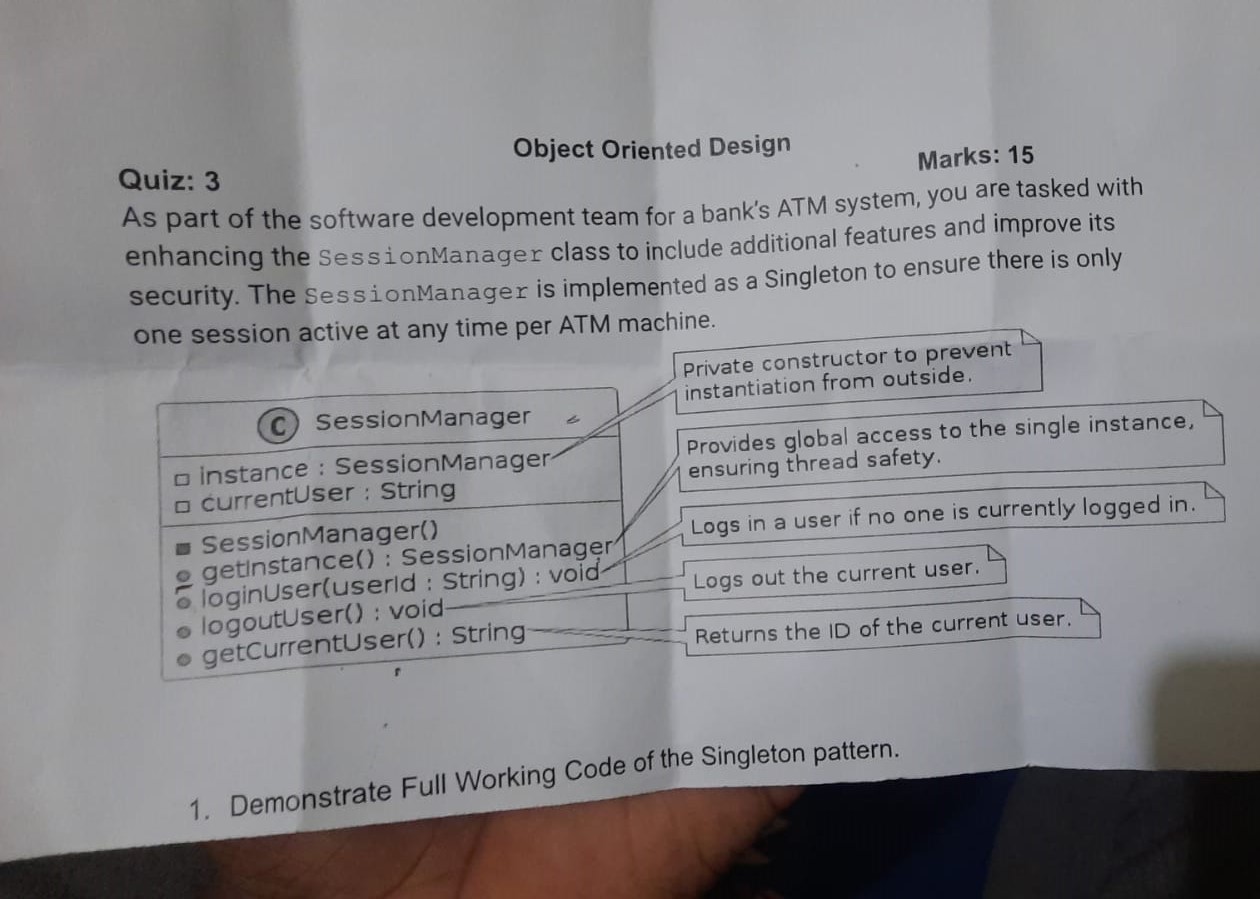 Object Oriented Design
Quiz: 3
Marks: 15
As part of the software development team for a bank's ATM system, you are tasked with
enhancing the SessionManager class to include additional features and improve its
security. The SessionManager is implemented as a Singleton to ensure there is only
one session active at any time per ATM machine.
C SessionManager
instance : SessionManager
currentUser : String
SessionManager()
getInstance() : SessionManager
loginUser(userId : String) : void
logoutUser() : void
getCurrentUser() : String
Private constructor to prevent
instantiation from outside.
Provides global access to the single instance,
ensuring thread safety.
Logs in a user if no one is currently logged in.
Logs out the current user.
Returns the ID of the current user.
1. Demonstrate Full Working Code of the Singleton pattern.